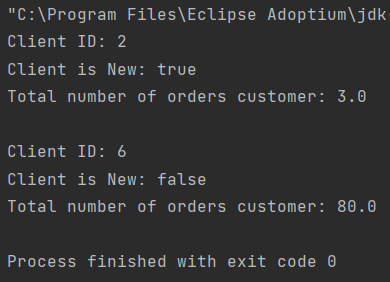 "C:\Program Files\Eclipse Adoptium\jdk-
Client ID: 2
Client is New: true
Total number of orders customer: 3.0
Client ID: 6
Client is New: false
Total number of orders customer: 80.0
Process finished with exit code 0